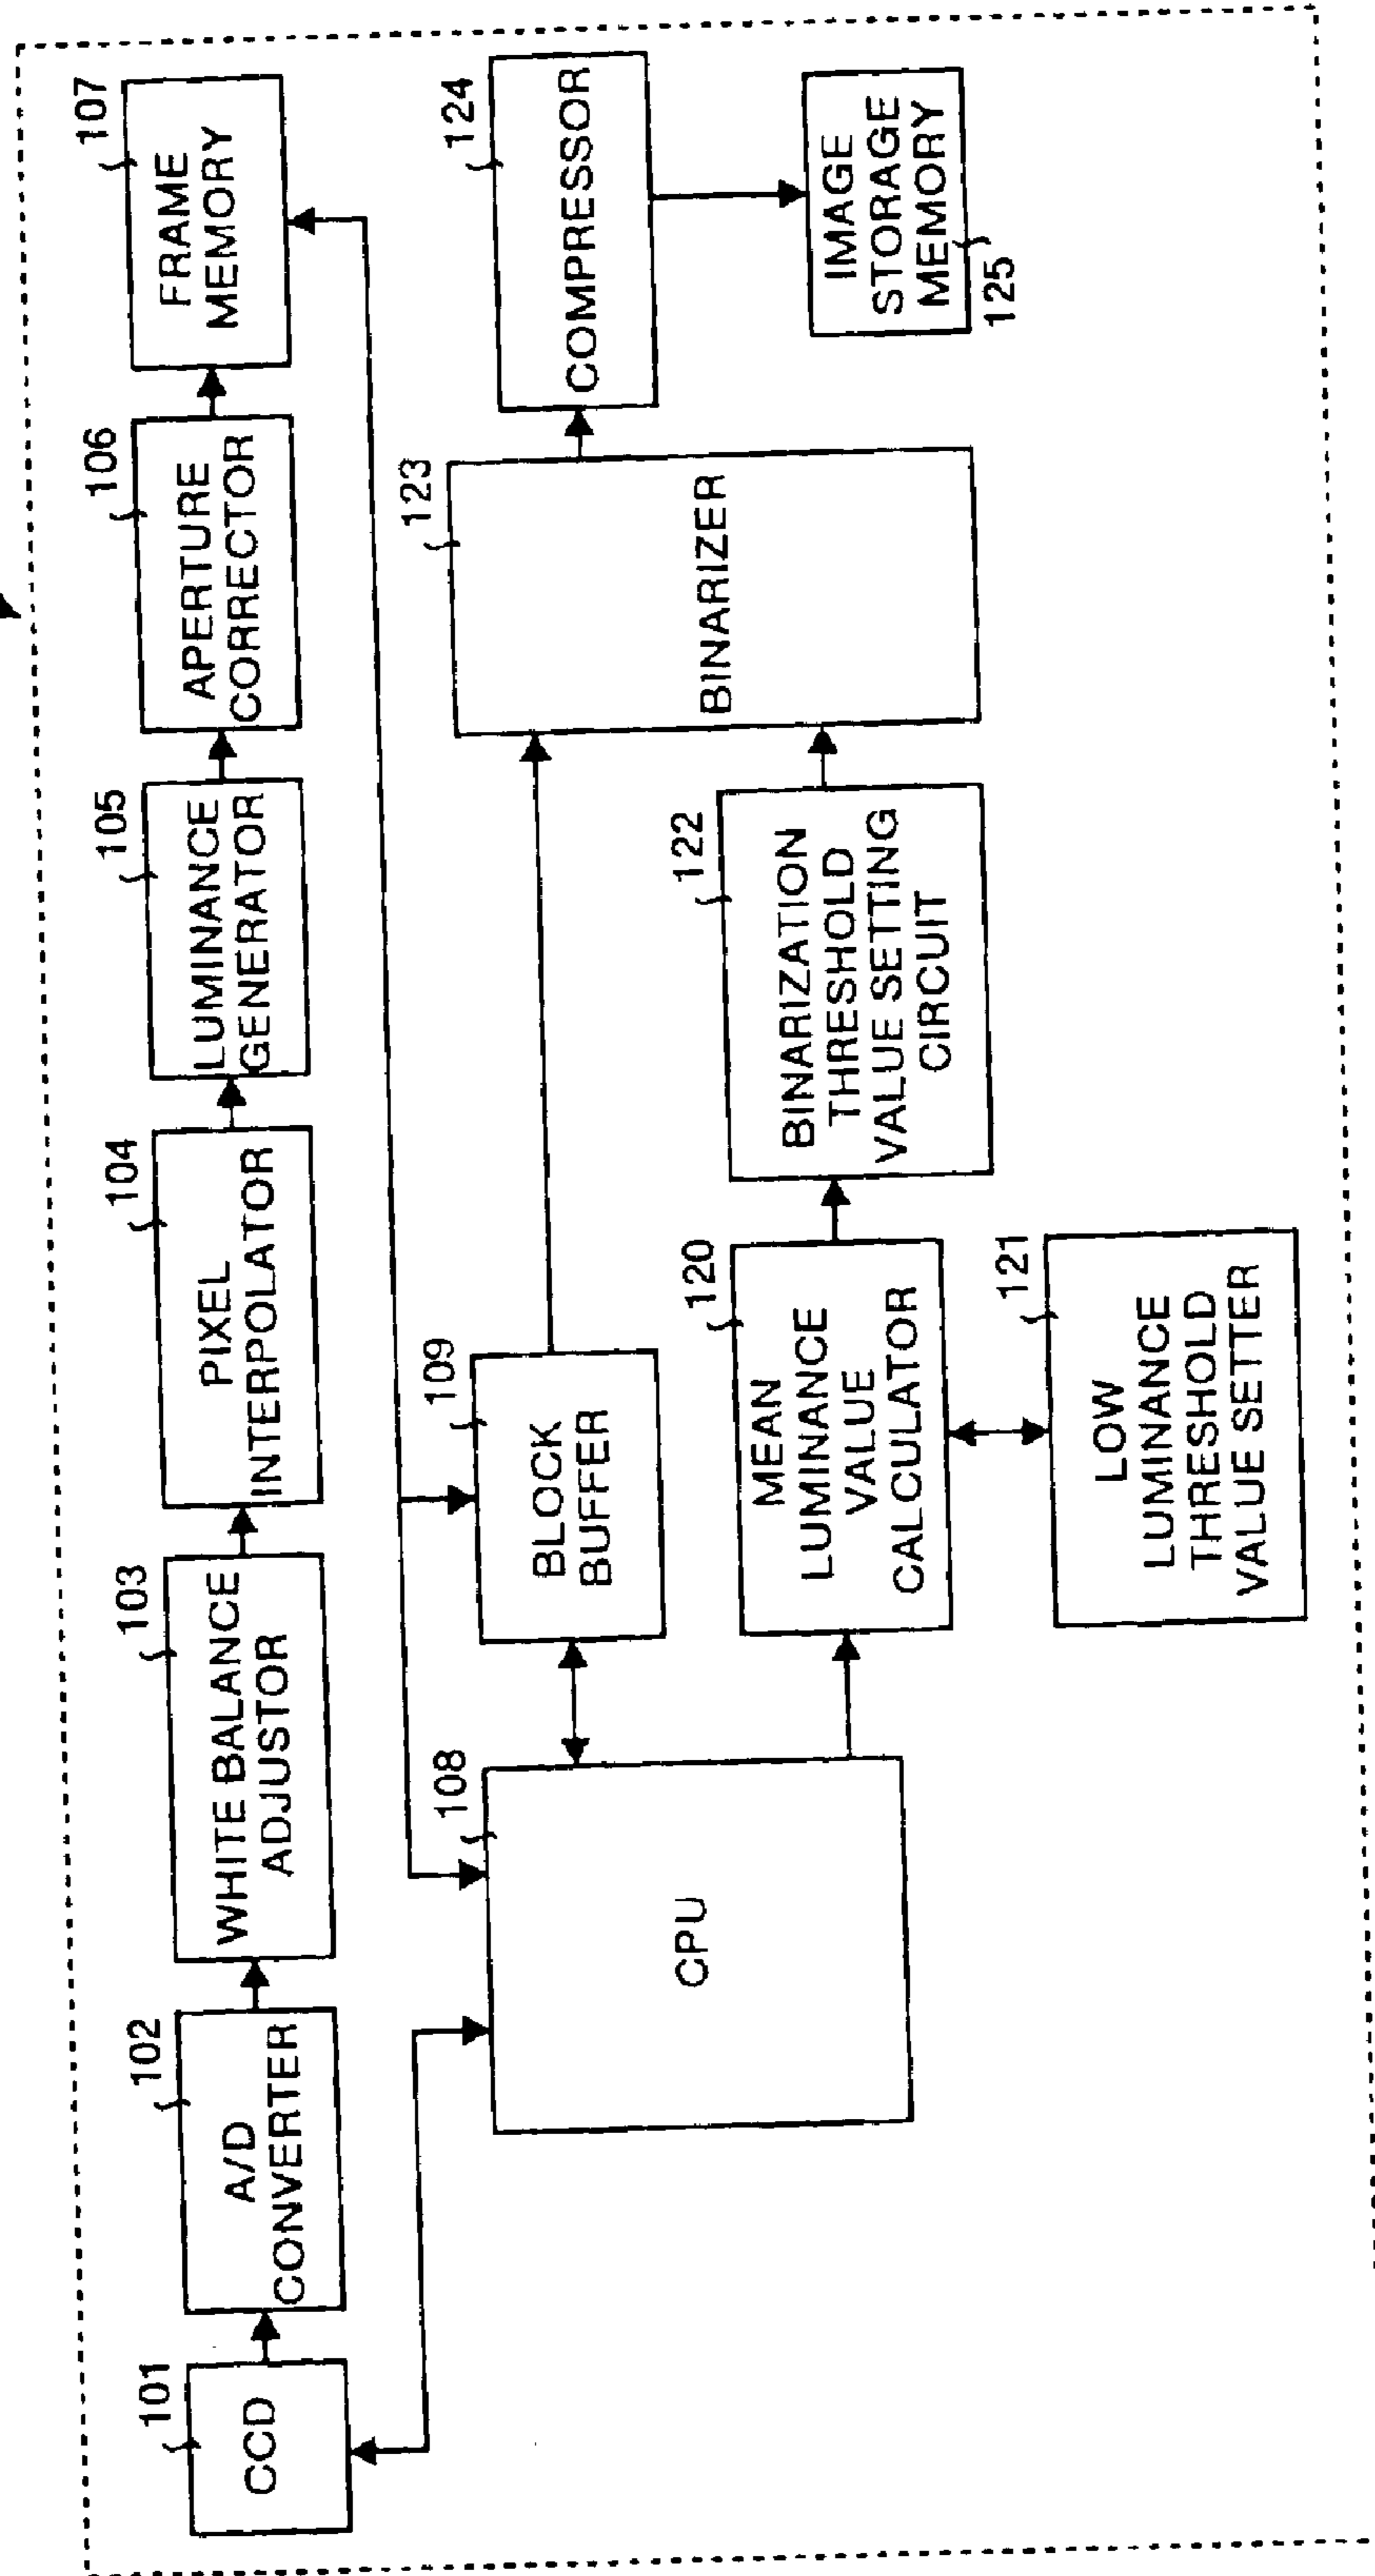 101
CCD
102
A/D
CONVERTER
103
WHITE BALANCE
ADJUSTOR
104
PIXEL
INTERPOLATOR
105
LUMINANCE
GENERATOR
106
APERTURE
CORRECTOR
107
FRAME
MEMORY
108
CPU
109
BLOCK
BUFFER
120
MEAN
LUMINANCE
VALUE
CALCULATOR
121
LOW
LUMINANCE
THRESHOLD
VALUE SETTER
122
BINARIZATION
THRESHOLD
VALUE SETTING
CIRCUIT
123
BINARIZER
124
COMPRESSOR
IMAGE
STORAGE
MEMORY
125